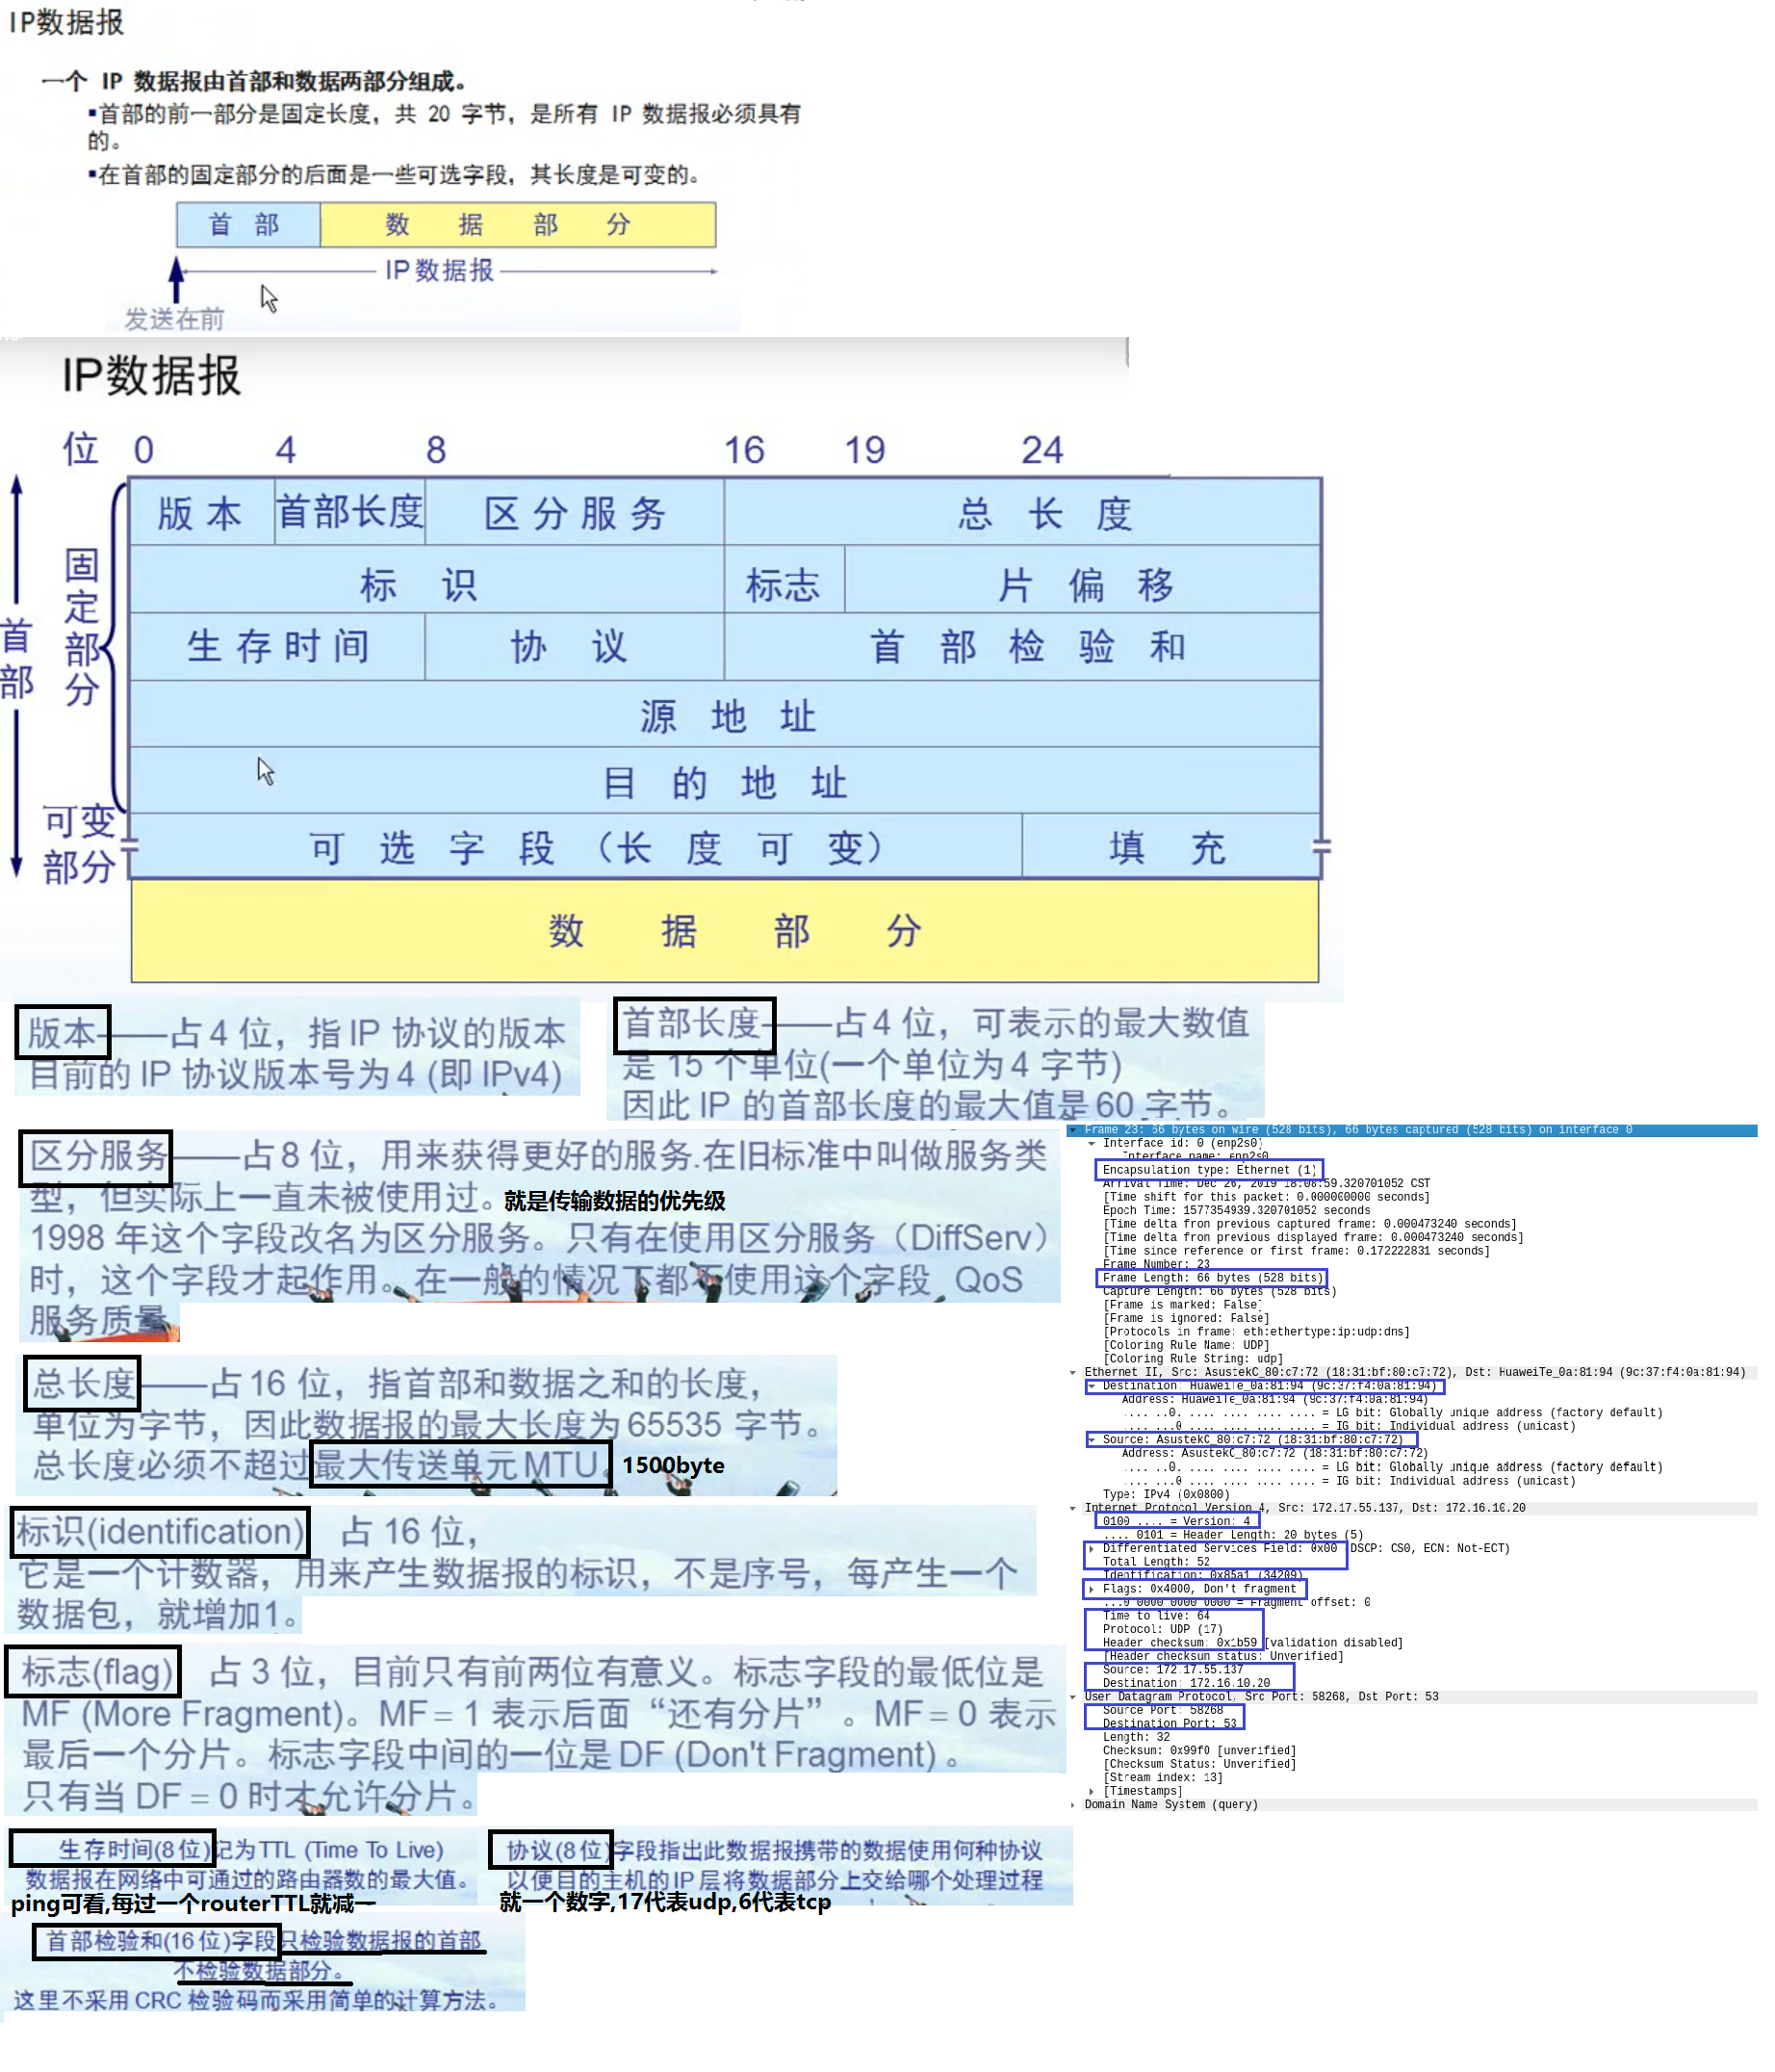 IP数据报
一个 IP 数据报由首部和数据两部分组成。
▪首部的前一部分是固定长度，共 20 字节，是所有 IP 数据报必须具有
的。
▪在首部的固定部分的后面是一些可选字段，其长度是可变的。
首 部 数 据 部 分
IP 数据报
发送在前
IP数据报
位 0 4 8 16 19 24
版 本 首部长度 区 分 服 务 总 长 度
标 识 标志 片 偏 移
生 存 时 间 协 议 首 部 检 验 和
源 地 址
目 的 地 址
可 选 字 段 （长 度 可 变） 填 充
数 据 部 分
首部
固定部分
可变
部分
版本——占4 位，指IP 协议的版本
目前的 IP 协议版本号为4 (即 IPv4)
首部长度——占4 位，可表示的最大数值
是 15 个单位(一个单位为4 字节)
因此 IP 的首部长度的最大值是60 字节。
区分服务——占8 位，用来获得更好的服务.在旧标准中叫做服务类
型，但实际上一直未被使用过。就是传输数据的优先级
1998 年这个字段改名为区分服务。只有在使用区分服务（DiffServ）
时，这个字段才起作用。在一般的情况下都不使用这个字段 QoS
服务质量
总长度——占16 位，指首部和数据之和的长度，
单位为字节，因此数据报的最大长度为65535 字节。
总长度必须不超过最大传送单元 MTU。 1500byte
标识(identification) 占 16 位，
它是一个计数器，用来产生数据报的标识，不是序号，每产生一个
数据包，就增加1。
标志(flag) 占 3 位，目前只有前两位有意义。标志字段的最低位是
MF (More Fragment)。MF = 1 表示后面“还有分片”。MF = 0 表示
最后一个分片。标志字段中间的一位是 DF (Don't Fragment) 。
只有当 DF = 0 时才允许分片。
生存时间(8 位)记为TTL (Time To Live)
数据报在网络中可通过的路由器数的最大值。
ping可看,每过一个routerTTL就减一
协议(8 位)字段指出此数据报携带的数据使用何种协议
以便目的主机的IP 层将数据部分上交给哪个处理过程
就一个数字,17代表udp,6代表tcp
首部检验和(16 位)字段只检验数据报的首部
不检验数据部分。
这里不采用 CRC 检验码而采用简单的计算方法。
Frame 23: 66 bytes on wire (528 bits), 66 bytes captured (528 bits) on interface 0
Interface id: 0 (enp2s0)
Interface name: enp2s0
Encapsulation type: Ethernet (1)
Arrival Time: Dec 26, 2019 18:08:59.320701052 CST
[Time shift for this packet: 0.000000000 seconds]
Epoch Time: 1577354939.320701052 seconds
[Time delta from previous captured frame: 0.000473240 seconds]
[Time delta from previous displayed frame: 0.000473240 seconds]
[Time since reference or first frame: 0.172222831 seconds]
Frame Number: 23
Frame Length: 66 bytes (528 bits)
Capture Length: 66 bytes (528 bits)
[Frame is marked: False]
[Frame is ignored: False]
[Protocols in frame: eth:ethertype:ip:udp:dns]
[Coloring Rule Name: UDP]
[Coloring Rule String: udp]
Ethernet II, Src: AsustekC_80:c7:72 (18:31:bf:80:c7:72), Dst: HuaweiTe_0a:81:94 (9c:37:f4:0a:81:94)
Destination: HuaweiTe_0a:81:94 (9c:37:f4:0a:81:94)
Address: HuaweiTe_0a:81:94 (9c:37:f4:0a:81:94)
.... ..0. .... .... .... .... = LG bit: Globally unique address (factory default)
.... ...0 .... .... .... .... = IG bit: Individual address (unicast)
Source: AsustekC_80:c7:72 (18:31:bf:80:c7:72)
Address: AsustekC_80:c7:72 (18:31:bf:80:c7:72)
.... ..0. .... .... .... .... = LG bit: Globally unique address (factory default)
.... ...0 .... .... .... .... = IG bit: Individual address (unicast)
Type: IPv4 (0x0800)
Internet Protocol Version 4, Src: 172.17.55.137, Dst: 172.16.10.20
0100 .... = Version: 4
.... 0101 = Header Length: 20 bytes (5)
Differentiated Services Field: 0x00 (DSCP: CS0, ECN: Not-ECT)
Total Length: 52
Identification: 0x85a1 (34209)
Flags: 0x4000, Don't fragment
...0 0000 0000 0000 = Fragment offset: 0
Time to live: 64
Protocol: UDP (17)
Header checksum: 0x1b59 [validation disabled]
[Header checksum status: Unverified]
Source: 172.17.55.137
Destination: 172.16.10.20
User Datagram Protocol, Src Port: 58268, Dst Port: 53
Source Port: 58268
Destination Port: 53
Length: 32
Checksum: 0x99f0 [unverified]
[Checksum Status: Unverified]
[Stream index: 13]
[Timestamps]
Domain Name System (query)